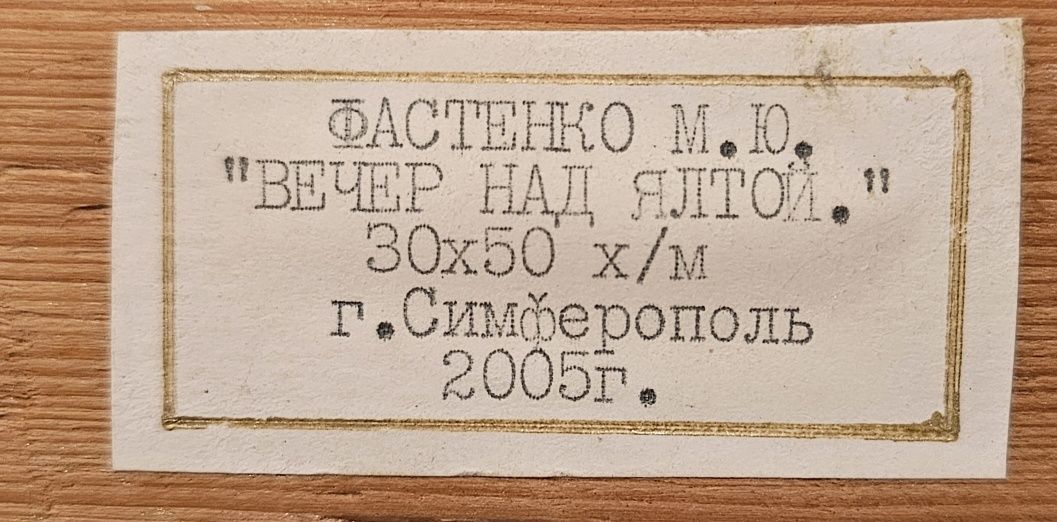 ФАСТЕНКО М.Ю.
"ВЕЧЕР НАД ЯЛТОЙ."
30х50 х/м
г.Симферополь
2005г.